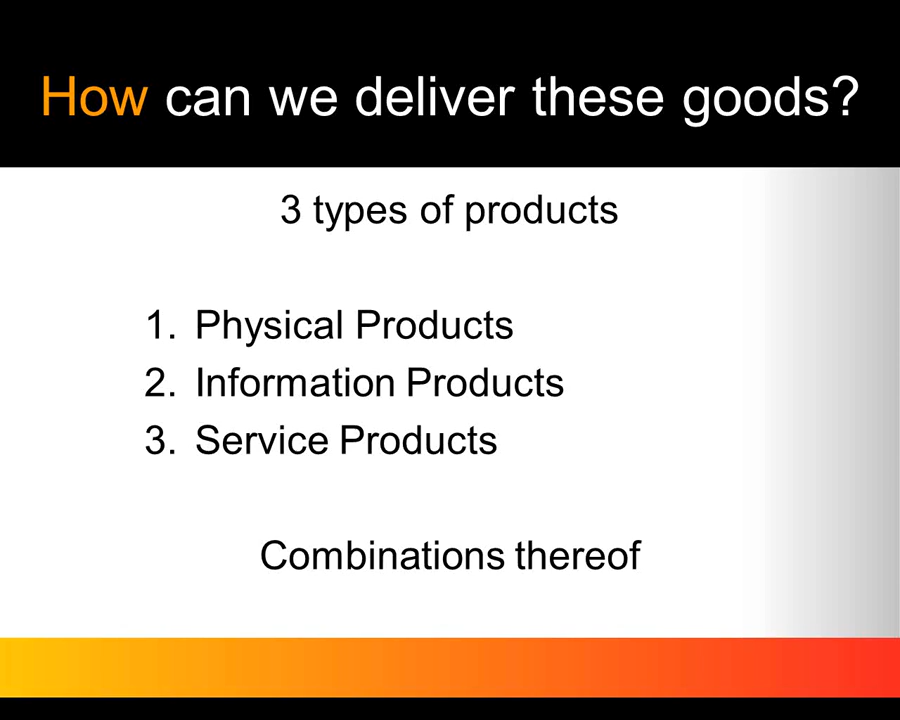 How can we deliver these goods?
3 types of products
1. Physical Products
2. Information Products
3. Service Products
Combinations thereof